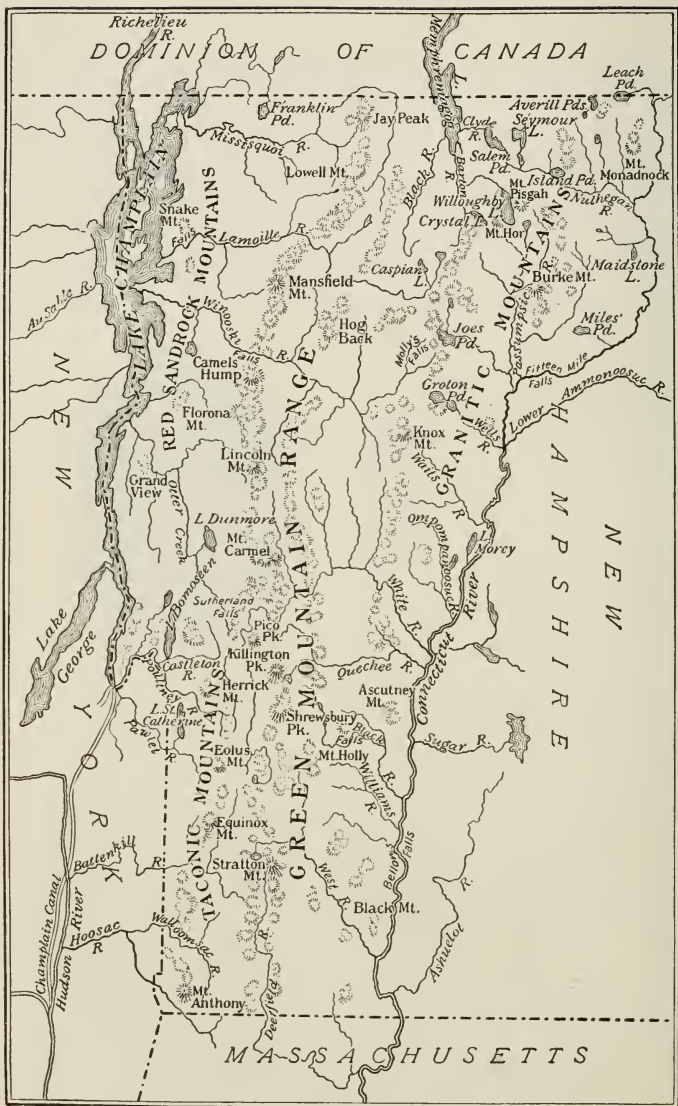 Richelieu
R.
DOMINION OF CANADA
Memphremagog
L.
Leach
Pd.
Franklin
Pd.
Jay Peak
Averill Pds.
Seymour
L.
Clyde
R.
Missisquoi R.
Salem
Pd.
Mt.
Monadnock
Lowell Mt.
Black R.
Barton
R.
Island Pd.
Mt.
Pisgah
Nulhegan
R.
Willoughby
L.
Snake
Mt.
Crystal L.
Mt.Hor
Falls
Lamoille R.
LAKE CHAMPLAIN
RED SANDROCK MOUNTAINS
Caspian
L.
Burke Mt.
Maidstone
L.
Mansfield
Mt.
AuSable R.
Winooski
Falls
R.
Hog
Back
Molly's
Falls
Joes
Pd.
Passumpsic R.
Miles'
Pd.
Camels
Hump
Fifteen Mile
Falls
Groton
Pd.
Lower Ammonoosuc R.
Florona
Mt.
Wells
R.
GRANITIC MOUNTAINS
Knox
Mt.
Lincoln
Mt.
Grand
View
Otter Creek
Waits
R.
L Dunmore
Mt.
Carmel
Ompompanoosuc R.
L.
Morey
NEW HAMPSHIRE
Bomoseen
Sutherland
Falls
White R.
Lake
George
Pico
Pk.
Castleton
R.
Killington
Pk.
Quechee
Connecticut River
Poultney
R.
Herrick
Mt.
Ascutney
Mt.
L.St.
Catherine
Shrewsbury
Pk.
Black
Falls
R.
Sugar R.
Pawlet
R.
Mt.Holly
Eolus
Mt.
Williams
R.
GREEN MOUNTAIN RANGE
TACONIC MOUNTAINS
NEW YORK
Equinox
Mt.
Bellows
Falls
Battenkill R.
Stratton
Mt.
West
R.
Black Mt.
Champlain Canal
Hudson River
Hoosac
R
Walloomsac
R.
Ashuelot R.
Mt.
Anthony
Deerfield
R.
MASSACHUSETTS